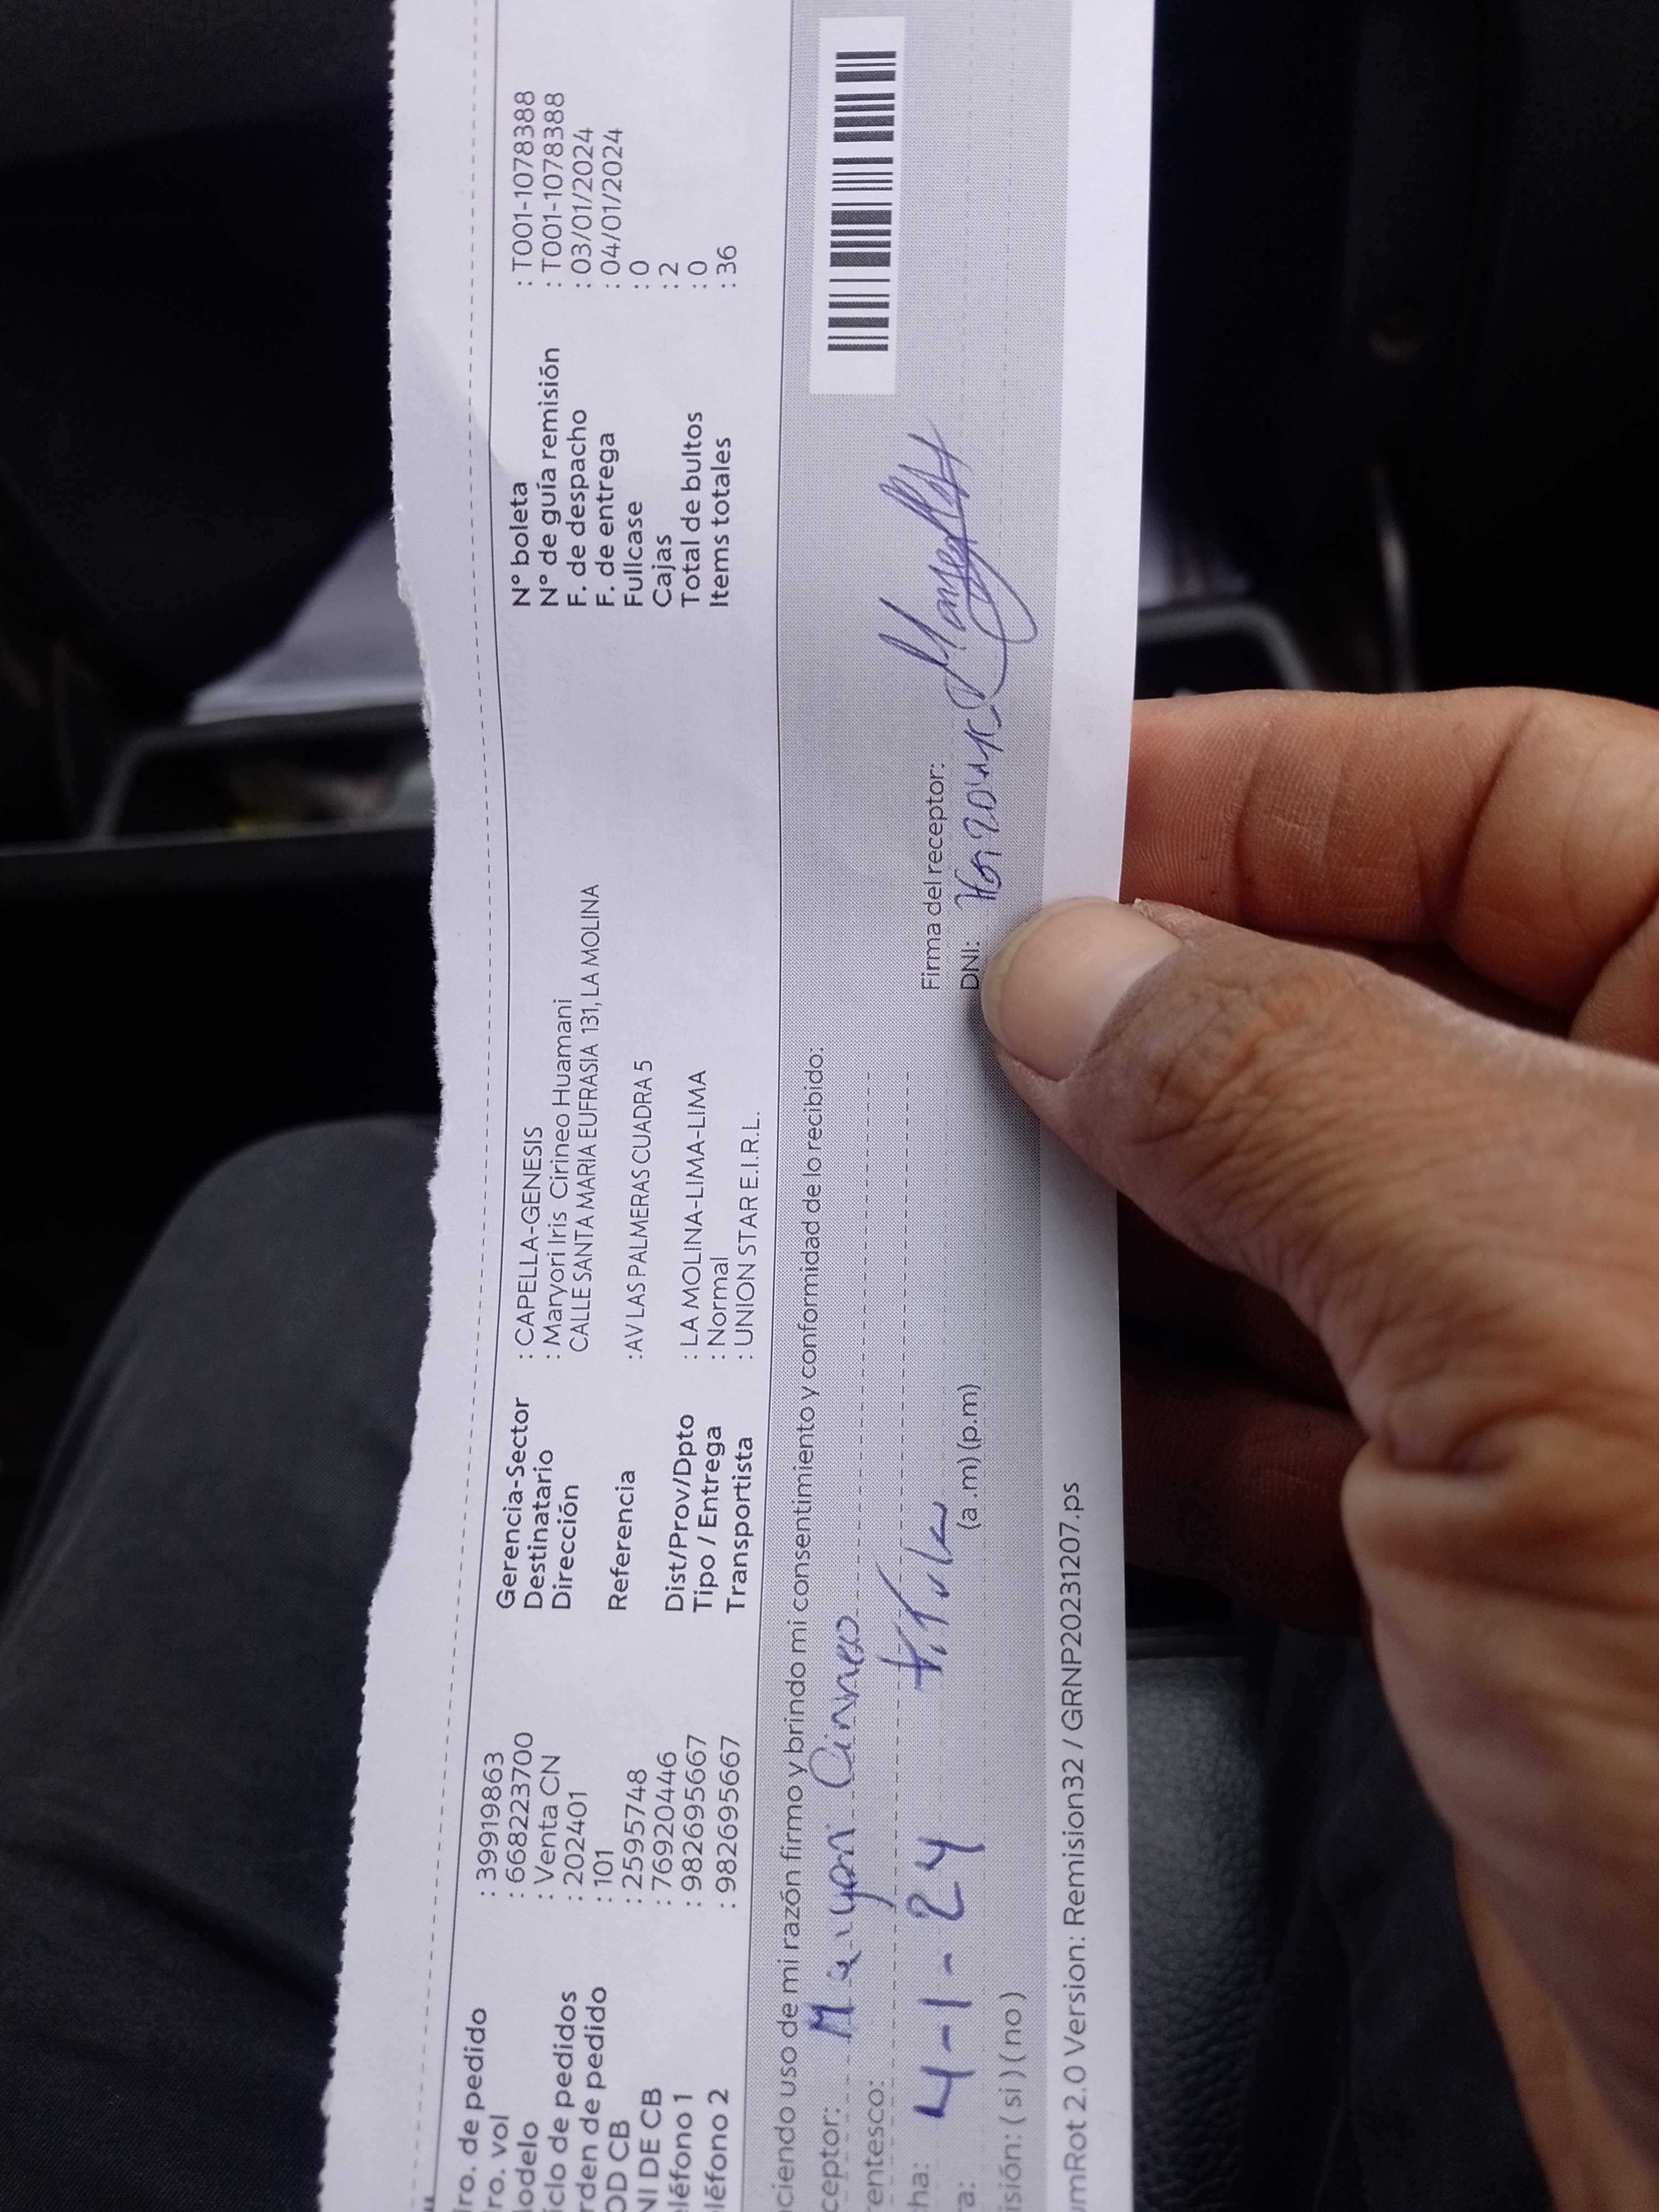 ro. de pedido : 39919863
ro. vol : 668223700
odelo : Venta CN
iclo de pedidos : 202401
rden de pedido : 101
OD CB : 2595748
NI DE CB : 76920446
léfono 1 : 982695667
léfono 2 : 982695667
Gerencia-Sector : CAPELLA-GENESIS
Destinatario : Maryori Iris Cirineo Huamani
Dirección CALLE SANTA MARIA EUFRASIA 131, LA MOLINA
Referencia : AV LAS PALMERAS CUADRA 5
Dist/Prov/Dpto : LA MOLINA-LIMA-LIMA
Tipo / Entrega : Normal
Transportista : UNION STAR E.I.R.L.
N° boleta : T001-1078388
N° de guía remisión : T001-1078388
F. de despacho : 03/01/2024
F. de entrega : 04/01/2024
Fullcase : 0
Cajas : 2
Total de bultos : 0
Items totales : 36
ciendo uso de mi razón firmo y brindo mi consentimiento y conformidad de lo recibido:
ceptor: Maryori Cirineo
entesco:
Firma del receptor:
ha: 4-1-24
DNI:
ra: (a.m) (p.m)
isión: ( si ) ( no )
umRot 2.0 Version: Remision32 / GRNP20231207.ps